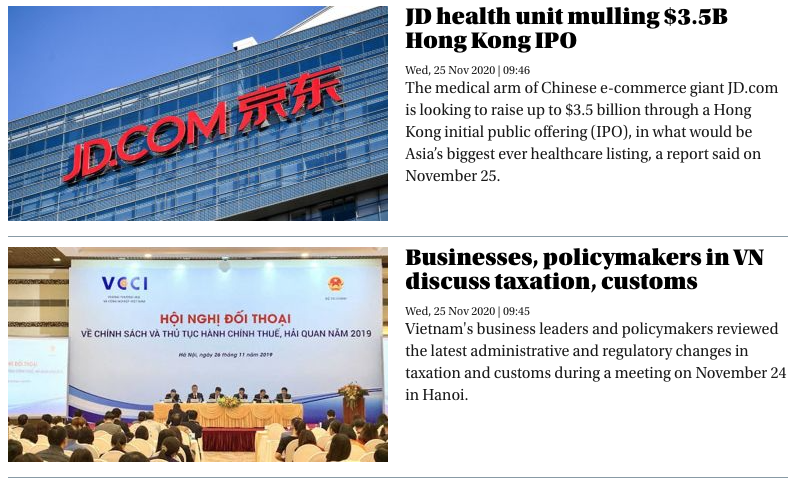 JD health unit mulling $3.5B
Hong Kong IPO
Wed, 25 Nov 2020 | 09:46
The medical arm of Chinese e-commerce giant JD.com
is looking to raise up to $3.5 billion through a Hong
Kong initial public offering (IPO), in what would be
Asia's biggest ever healthcare listing, a report said on
November 25.
JD.COM 京东
Businesses, policymakers in VN
discuss taxation, customs
Wed, 25 Nov 2020 | 09:45
Vietnam's business leaders and policymakers reviewed
the latest administrative and regulatory changes in
taxation and customs during a meeting on November 24
in Hanoi.
VCCI
HỘI NGHỊ ĐỐI THOẠI
VỀ CHÍNH SÁCH VÀ THỦ TỤC HÀNH CHÍNH THUẾ, HẢI QUAN NĂM 2019
Hà Nội, ngày 26 tháng 11 năm 2019